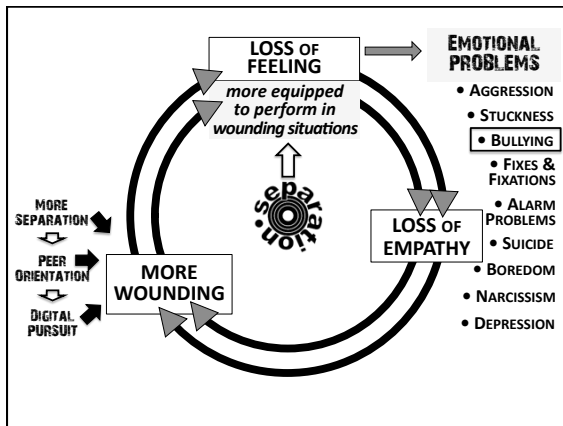 LOSS OF
FEELING
more equipped
to perform in
wounding situations
EMOTIONAL
PROBLEMS
• AGGRESSION
• STUCKNESS
• BULLYING
• FIXES &
FIXATIONS
• ALARM
PROBLEMS
• SUICIDE
• BOREDOM
• NARCISSISM
• DEPRESSION
separation
LOSS OF
EMPATHY
MORE
WOUNDING
MORE
SEPARATION
PEER
ORIENTATION
DIGITAL
PURSUIT